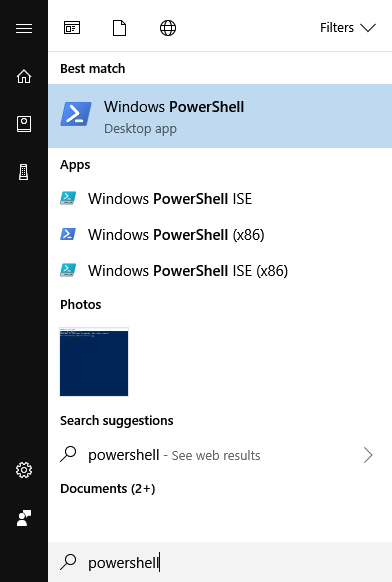 Filters
Best match
Windows PowerShell
Desktop app
Apps
Windows PowerShell ISE
Windows PowerShell (x86)
Windows PowerShell ISE (x86)
Photos
Search suggestions
powershell - See web results
Documents (2+)
powershell